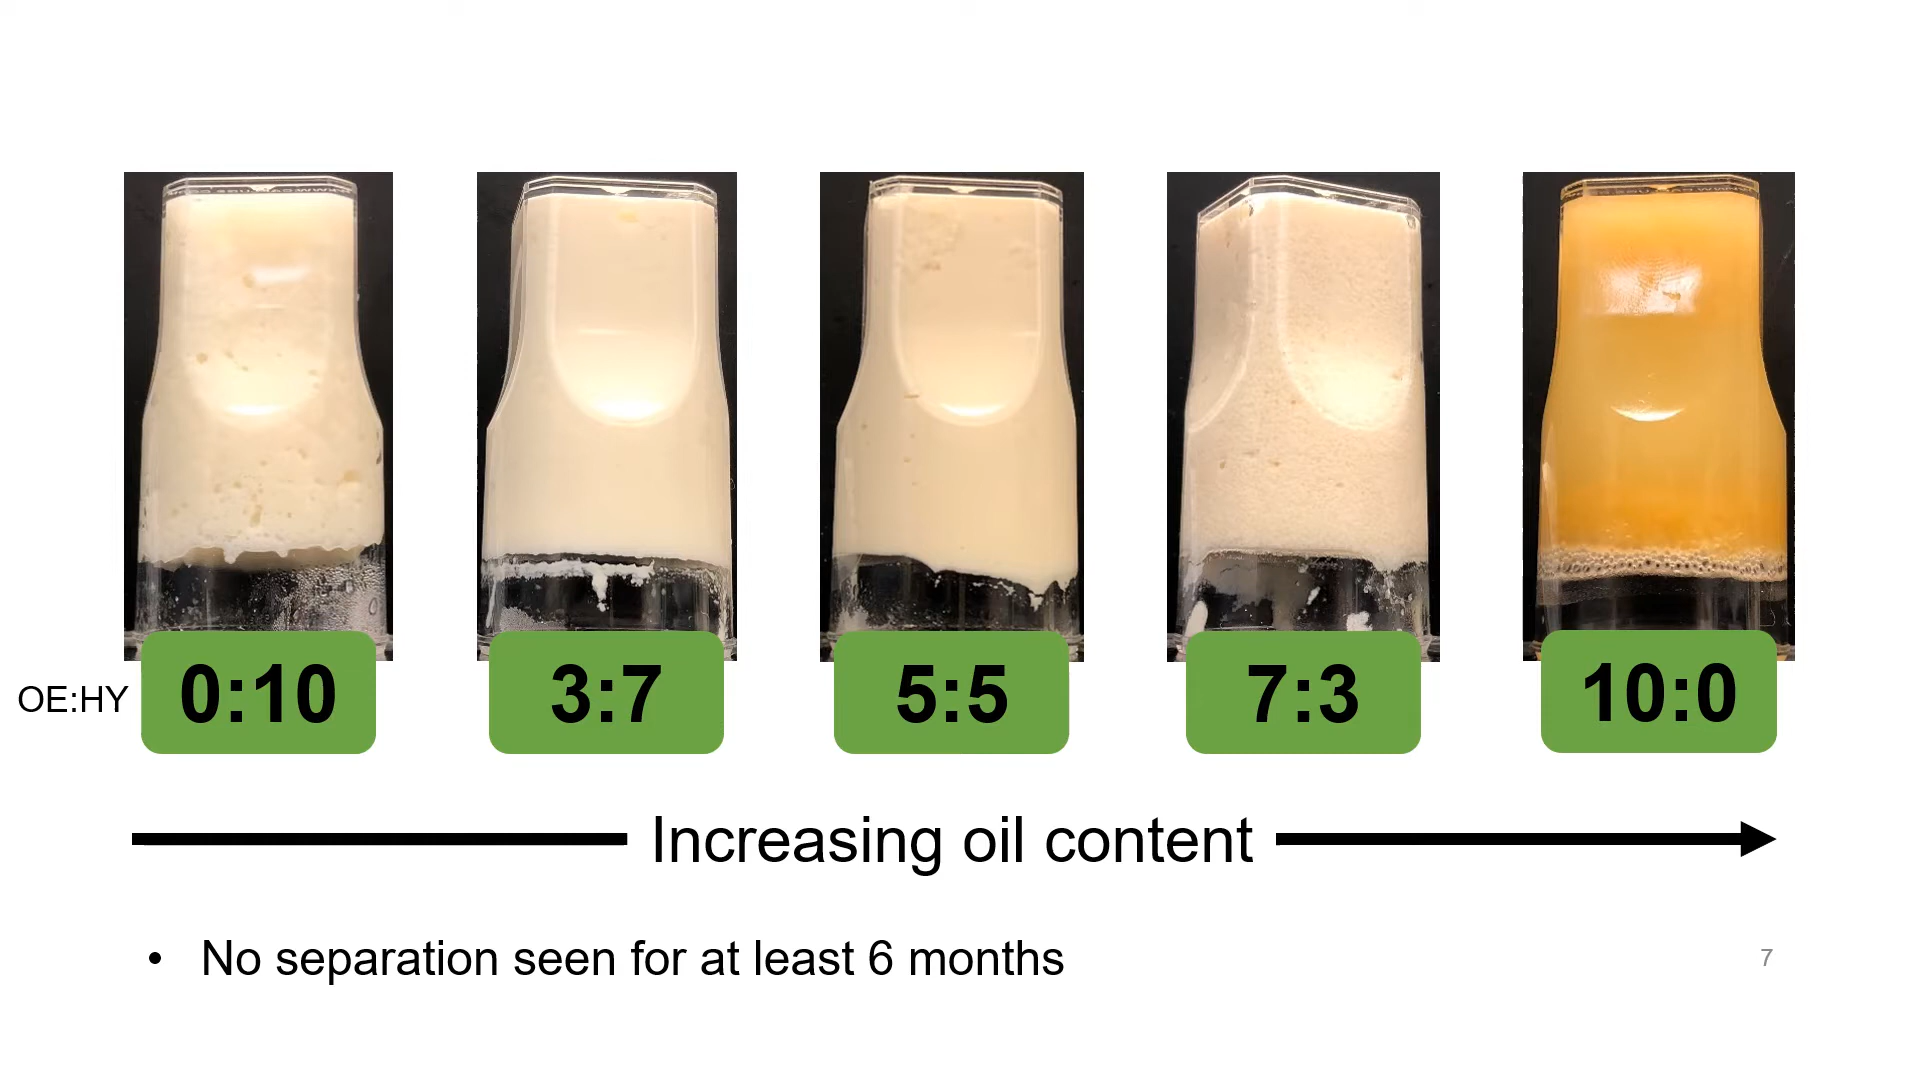 OE:HY
0:10
3:7
5:5
7:3
10:0
Increasing oil content
• No separation seen for at least 6 months
7